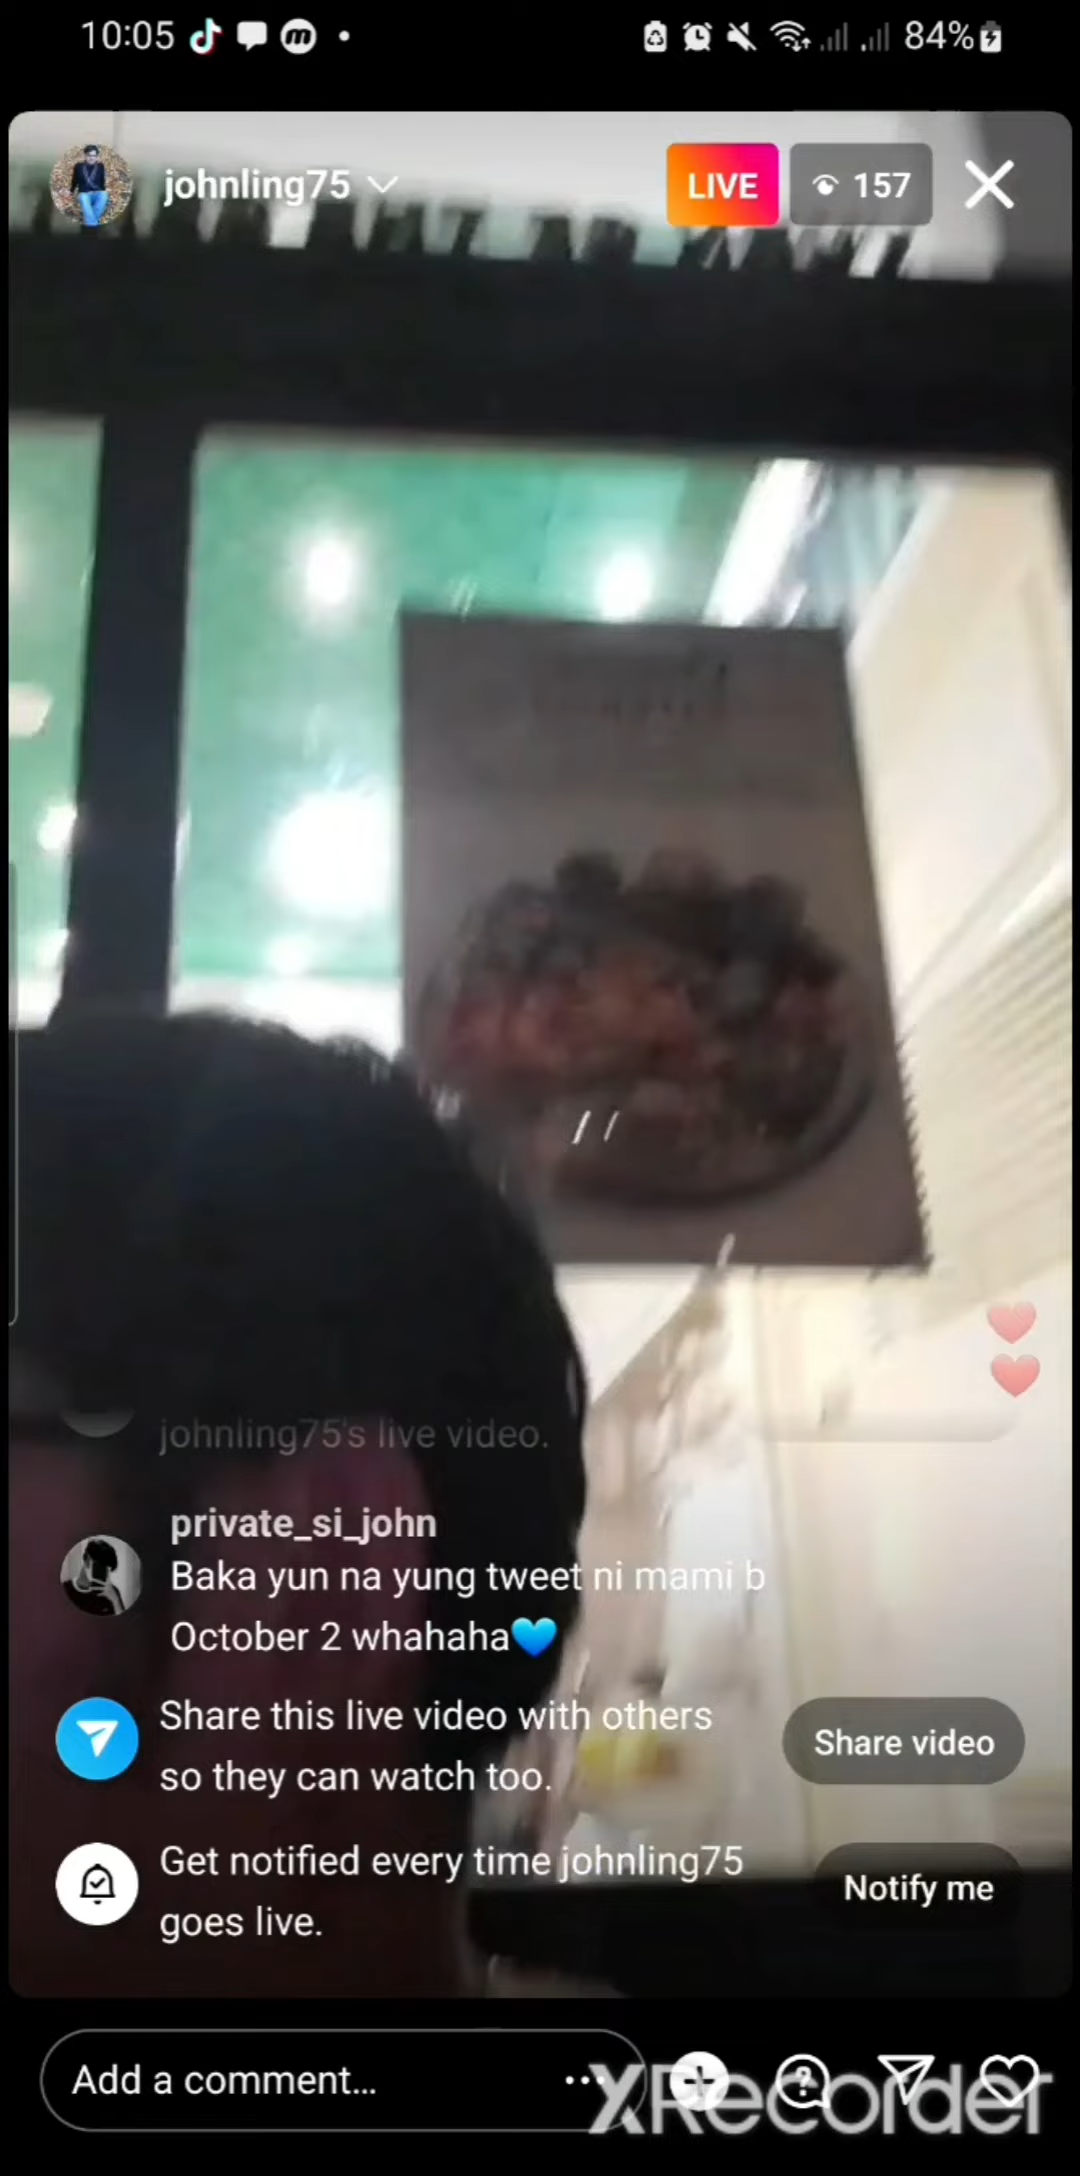 10:05
84%
johnling75
LIVE
157
johnling75's live video.
private_si_john
Baka yun na yung tweet ni mami b
October 2 whahaha💙
Share this live video with others
so they can watch too.
Share video
Get notified every time johnling75
goes live.
Notify me
Add a comment...
XRecorder